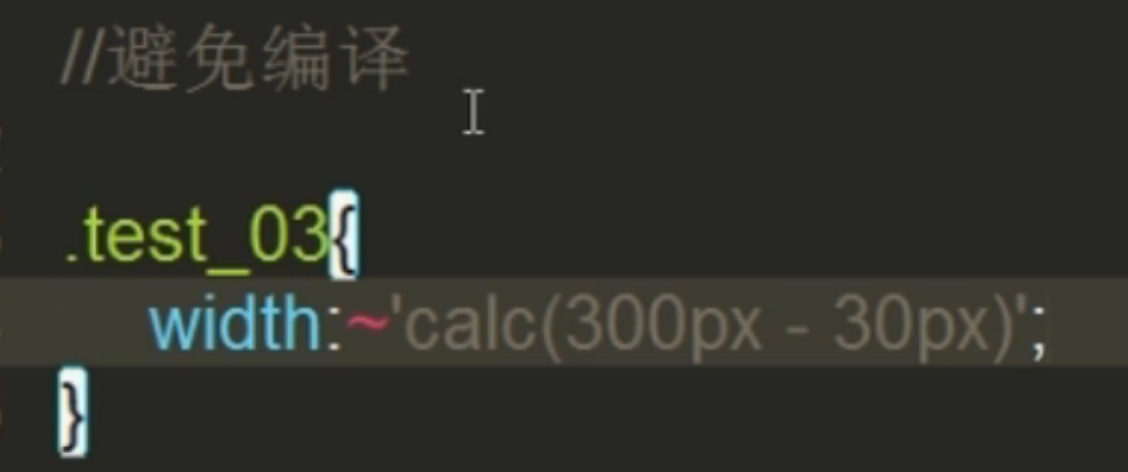 //避免编译
.test_03{
width:~'calc(300px - 30px)';
}